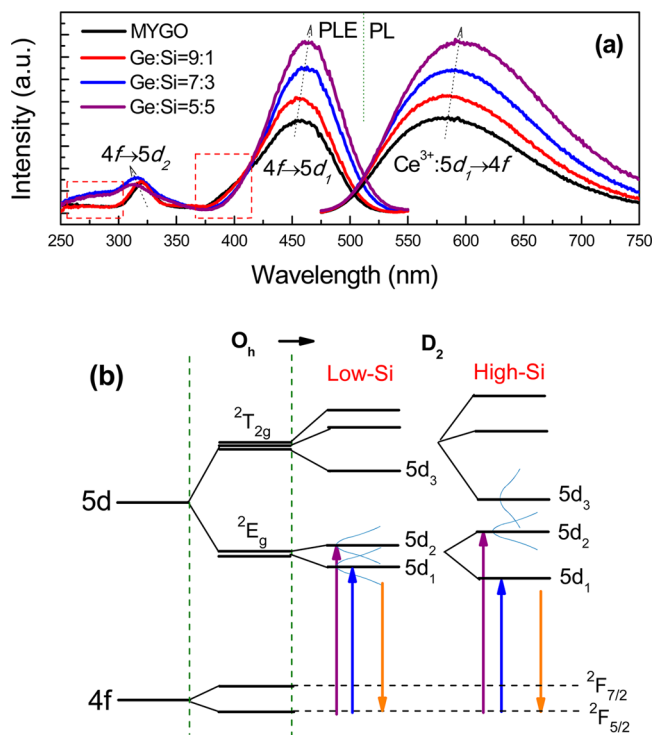 Intensity (a.u.)
MYGO
Ge:Si=9:1
Ge:Si=7:3
Ge:Si=5:5
PLE
PL
(a)
4f→5d₂
4f→5d₁
Ce³⁺:5d₁→4f
250 300 350 400 450 500 550 600 650 700 750
Wavelength (nm)
(b)
Oₕ
D₂
Low-Si
High-Si
²T₂g
5d₃
5d₃
5d
²Eg
5d₂
5d₂
5d₁
5d₁
4f
²F₇/₂
²F₅/₂